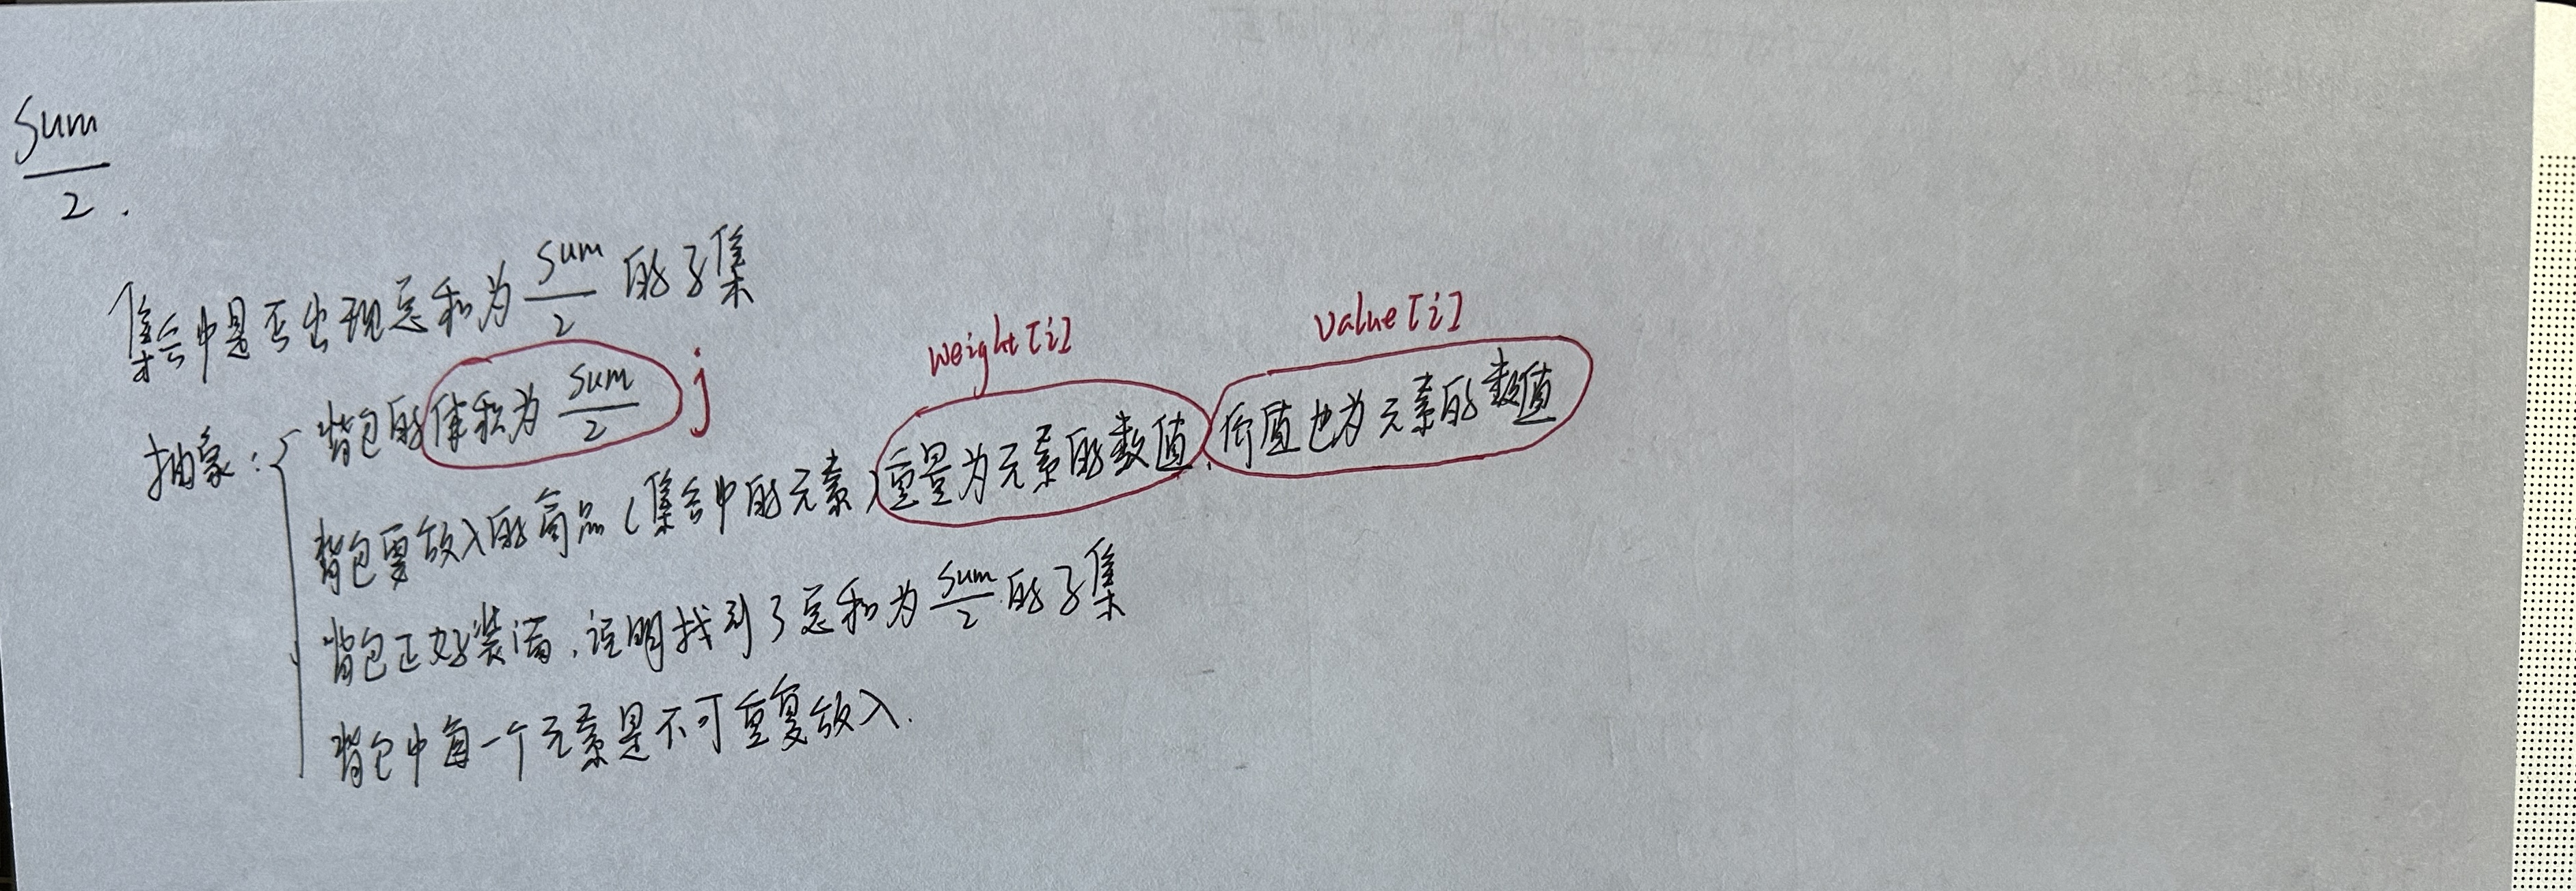 sum
2.
集合中是否出现总和为 sum/2 的子集
weight[i] value[i]
抽象：{ 背包的体积为 sum/2 j
背包要放入的商品（集合中的元素）重量为元素的数值，价值也为元素的数值
背包正好装满，说明找到了总和为 sum/2 的子集
背包中每一个元素是不可重复放入.